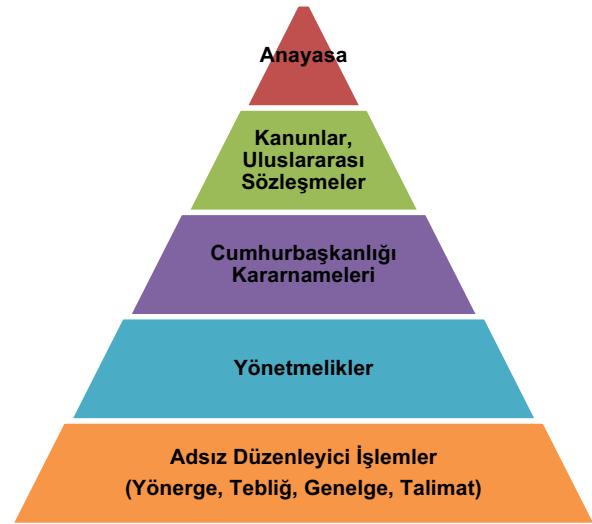 Anayasa
Kanunlar,
Uluslararası
Sözleşmeler
Cumhurbaşkanlığı
Kararnameleri
Yönetmelikler
Adsız Düzenleyici İşlemler
(Yönerge, Tebliğ, Genelge, Talimat)